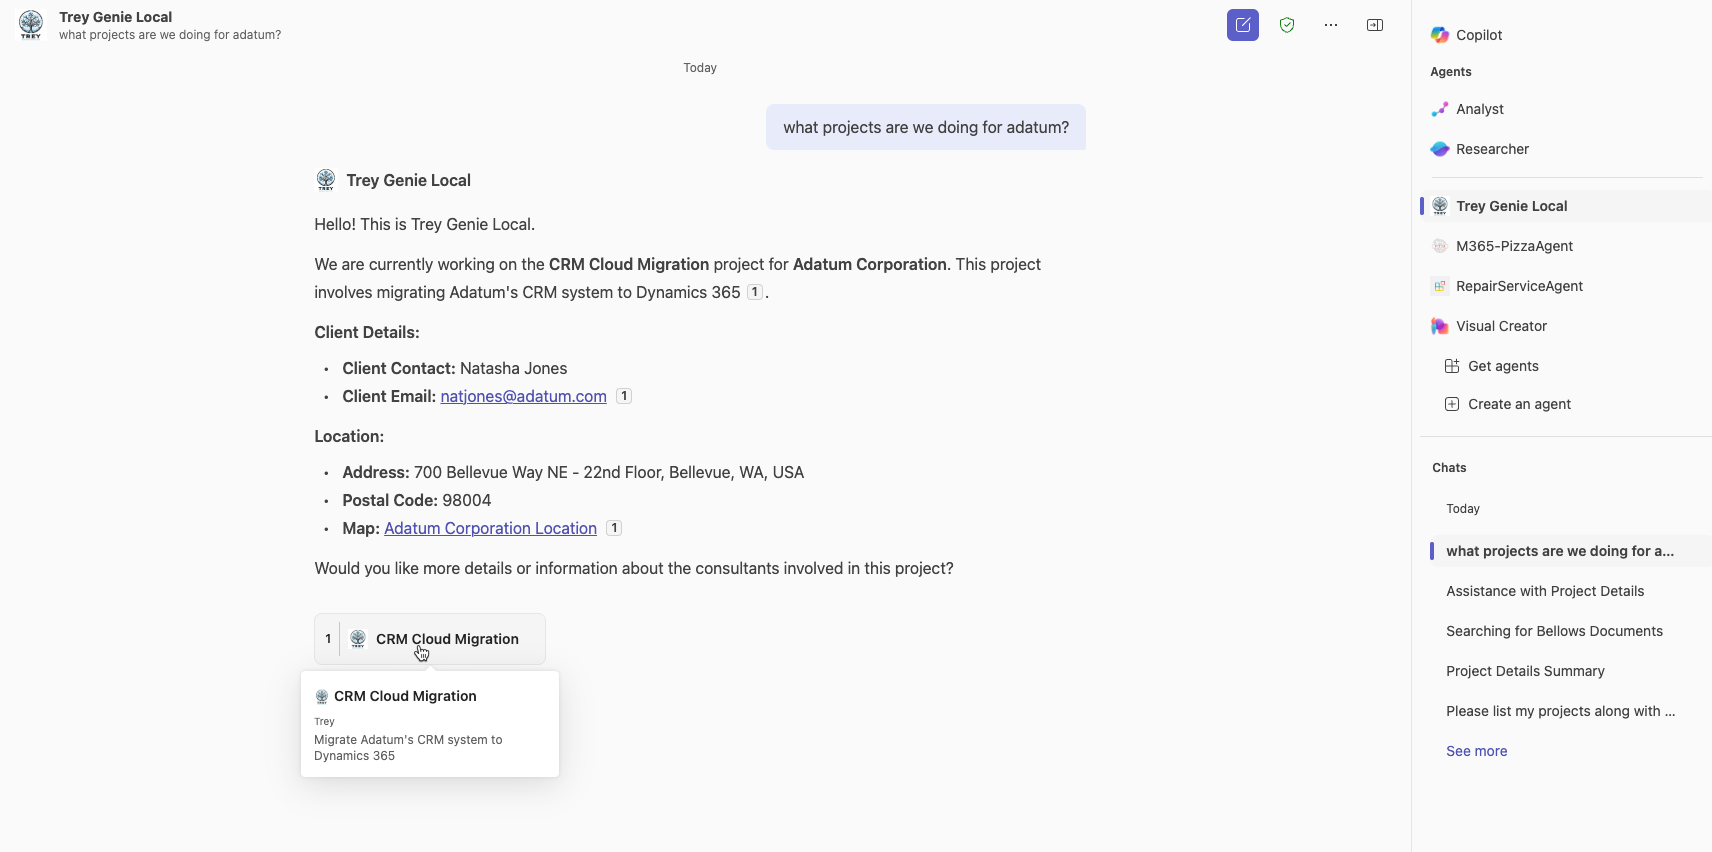 Trey Genie Local
what projects are we doing for adatum?
Today
what projects are we doing for adatum?
TREY Trey Genie Local
Hello! This is Trey Genie Local.
We are currently working on the CRM Cloud Migration project for Adatum Corporation. This project
involves migrating Adatum's CRM system to Dynamics 365 1 .
Client Details:
• Client Contact: Natasha Jones
• Client Email: natjones@adatum.com 1
Location:
• Address: 700 Bellevue Way NE - 22nd Floor, Bellevue, WA, USA
• Postal Code: 98004
• Map: Adatum Corporation Location 1
Would you like more details or information about the consultants involved in this project?
1 CRM Cloud Migration
CRM Cloud Migration
Trey
Migrate Adatum's CRM system to
Dynamics 365
Copilot
Agents
Analyst
Researcher
Trey Genie Local
M365-PizzaAgent
RepairServiceAgent
Visual Creator
Get agents
Create an agent
Chats
Today
what projects are we doing for a...
Assistance with Project Details
Searching for Bellows Documents
Project Details Summary
Please list my projects along with ...
See more